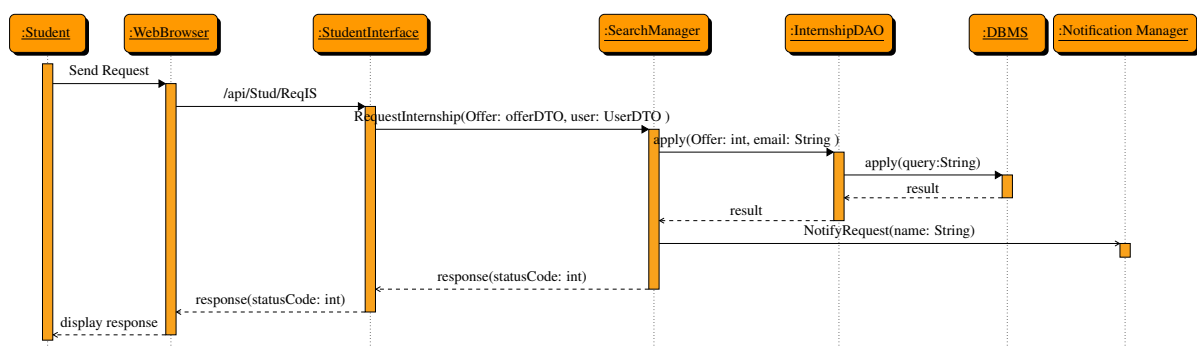 :Student
:WebBrowser
:StudentInterface
:SearchManager
:InternshipDAO
:DBMS
:Notification Manager
Send Request
/api/Stud/ReqIS
RequestInternship(Offer: offerDTO, user: UserDTO )
apply(Offer: int, email: String )
apply(query:String)
result
result
NotifyRequest(name: String)
response(statusCode: int)
response(statusCode: int)
display response